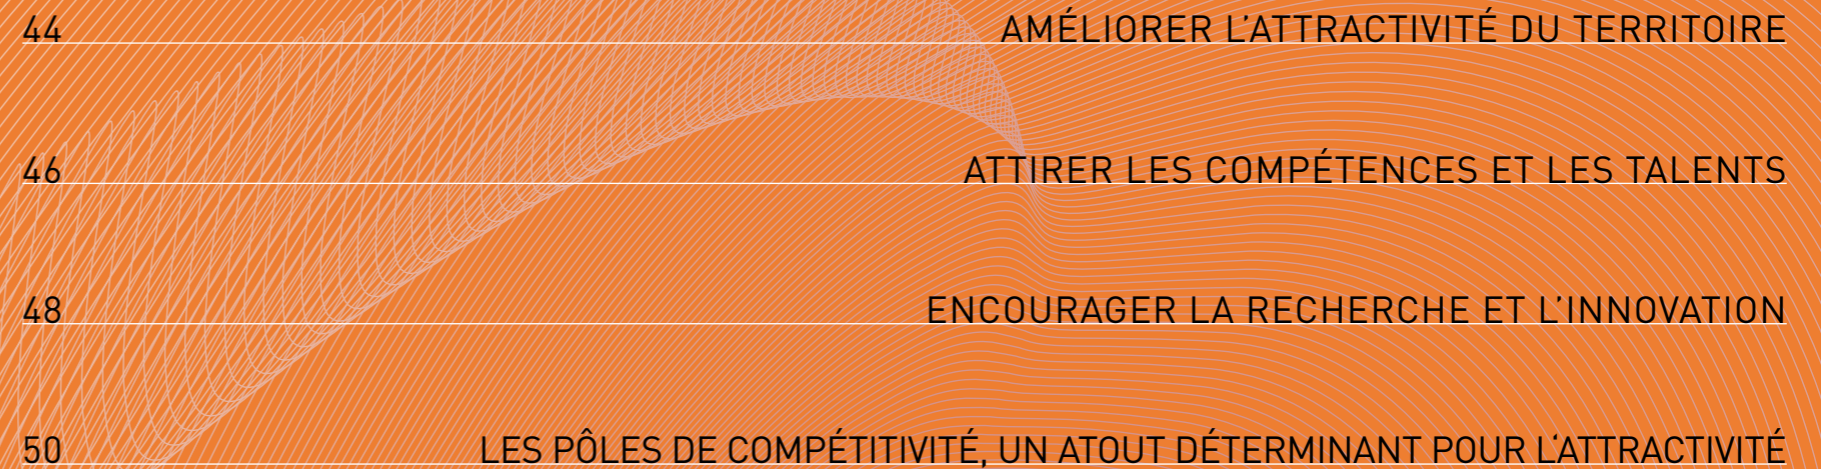 44 AMÉLIORER L’ATTRACTIVITÉ DU TERRITOIRE
46 ATTIRER LES COMPÉTENCES ET LES TALENTS
48 ENCOURAGER LA RECHERCHE ET L’INNOVATION
50 LES PÔLES DE COMPÉTITIVITÉ, UN ATOUT DÉTERMINANT POUR L‘ATTRACTIVITÉ